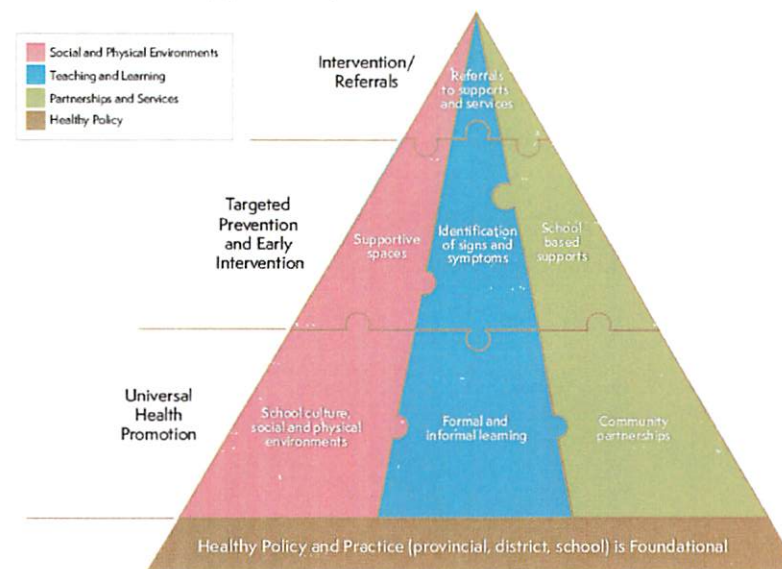 Social and Physical Environments
Teaching and Learning
Partnerships and Services
Healthy Policy
Intervention/
Referrals
Referrals
to supports
and services
Targeted
Prevention
and Early
Intervention
Supportive
spaces
Identification
of signs and
symptoms
School
based
supports
Universal
Health
Promotion
School culture,
social and physical
environments
Formal and
informal learning
Community
partnerships
Healthy Policy and Practice (provincial, district, school) is Foundational